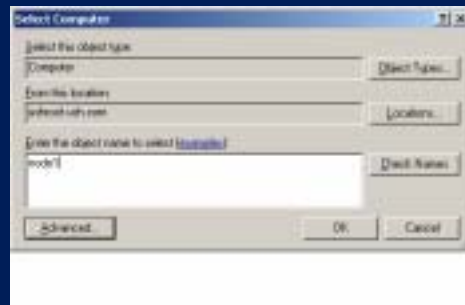 Select Computer
Select this object type:
Computer
Object Types...
From this location:
Locations...
Enter the object name to select (examples):
node1
Check Names
Advanced...
OK
Cancel